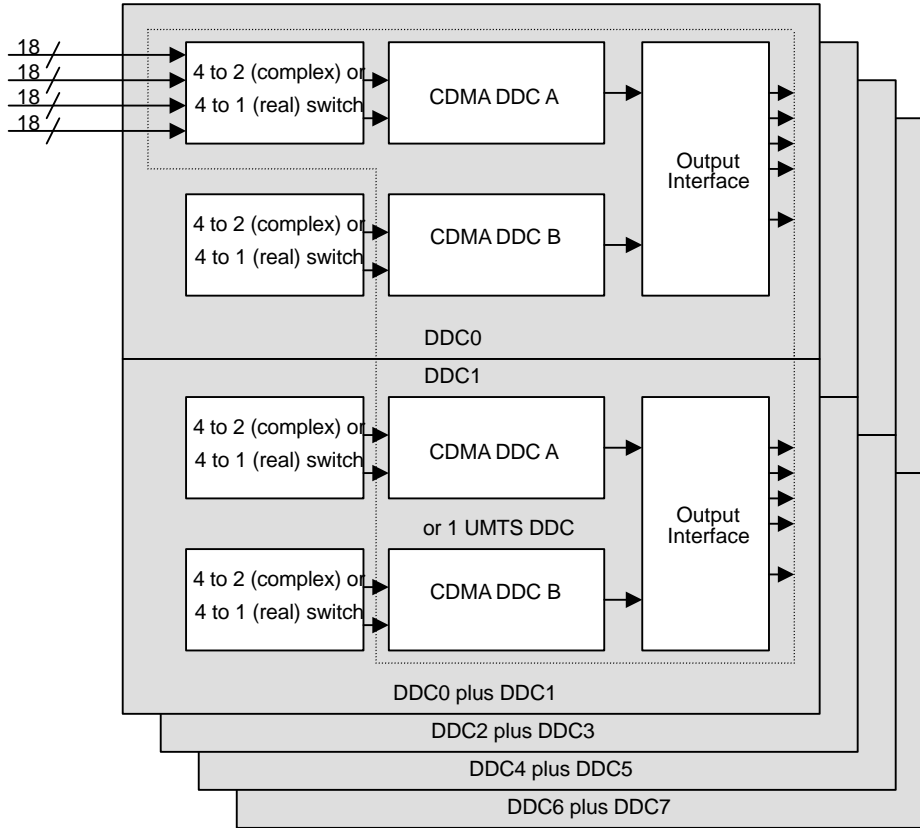 18
18
18
18
4 to 2 (complex) or
4 to 1 (real) switch
CDMA DDC A
Output
Interface
4 to 2 (complex) or
4 to 1 (real) switch
CDMA DDC B
DDC0
DDC1
4 to 2 (complex) or
4 to 1 (real) switch
CDMA DDC A
or 1 UMTS DDC
Output
Interface
4 to 2 (complex) or
4 to 1 (real) switch
CDMA DDC B
DDC0 plus DDC1
DDC2 plus DDC3
DDC4 plus DDC5
DDC6 plus DDC7